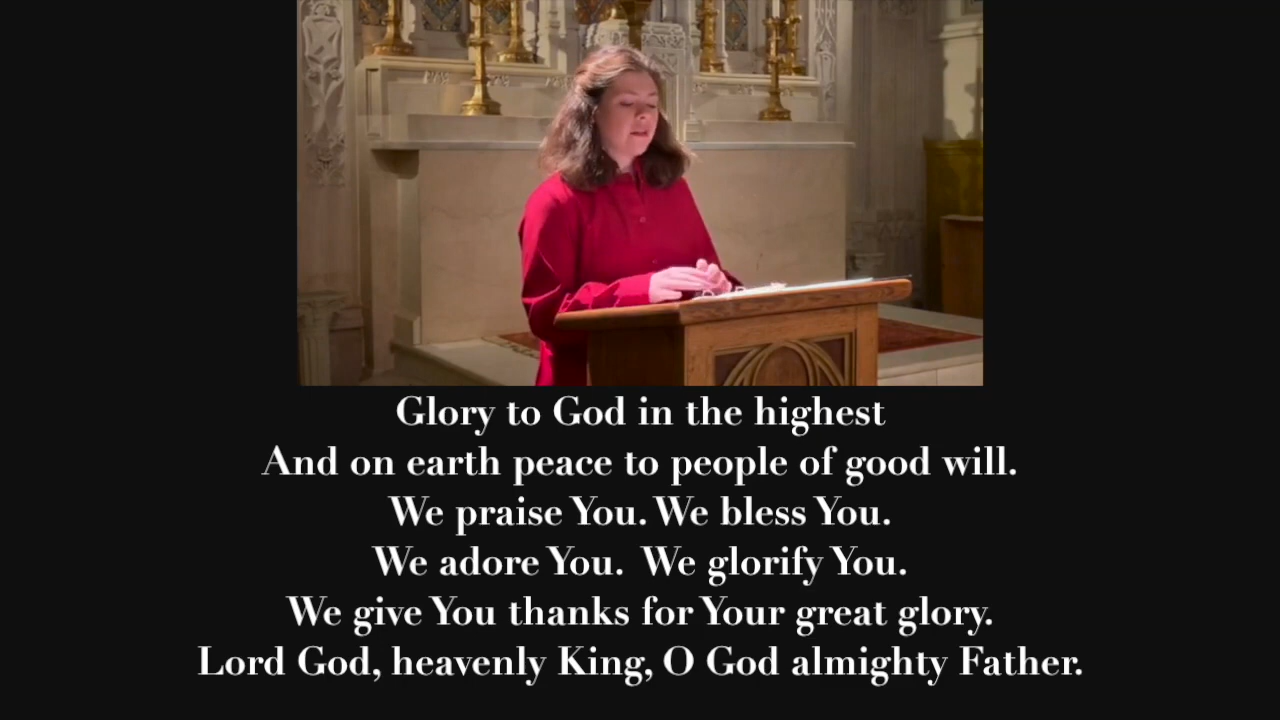 Glory to God in the highest
And on earth peace to people of good will.
We praise You. We bless You.
We adore You.  We glorify You.
We give You thanks for Your great glory.
Lord God, heavenly King, O God almighty Father.